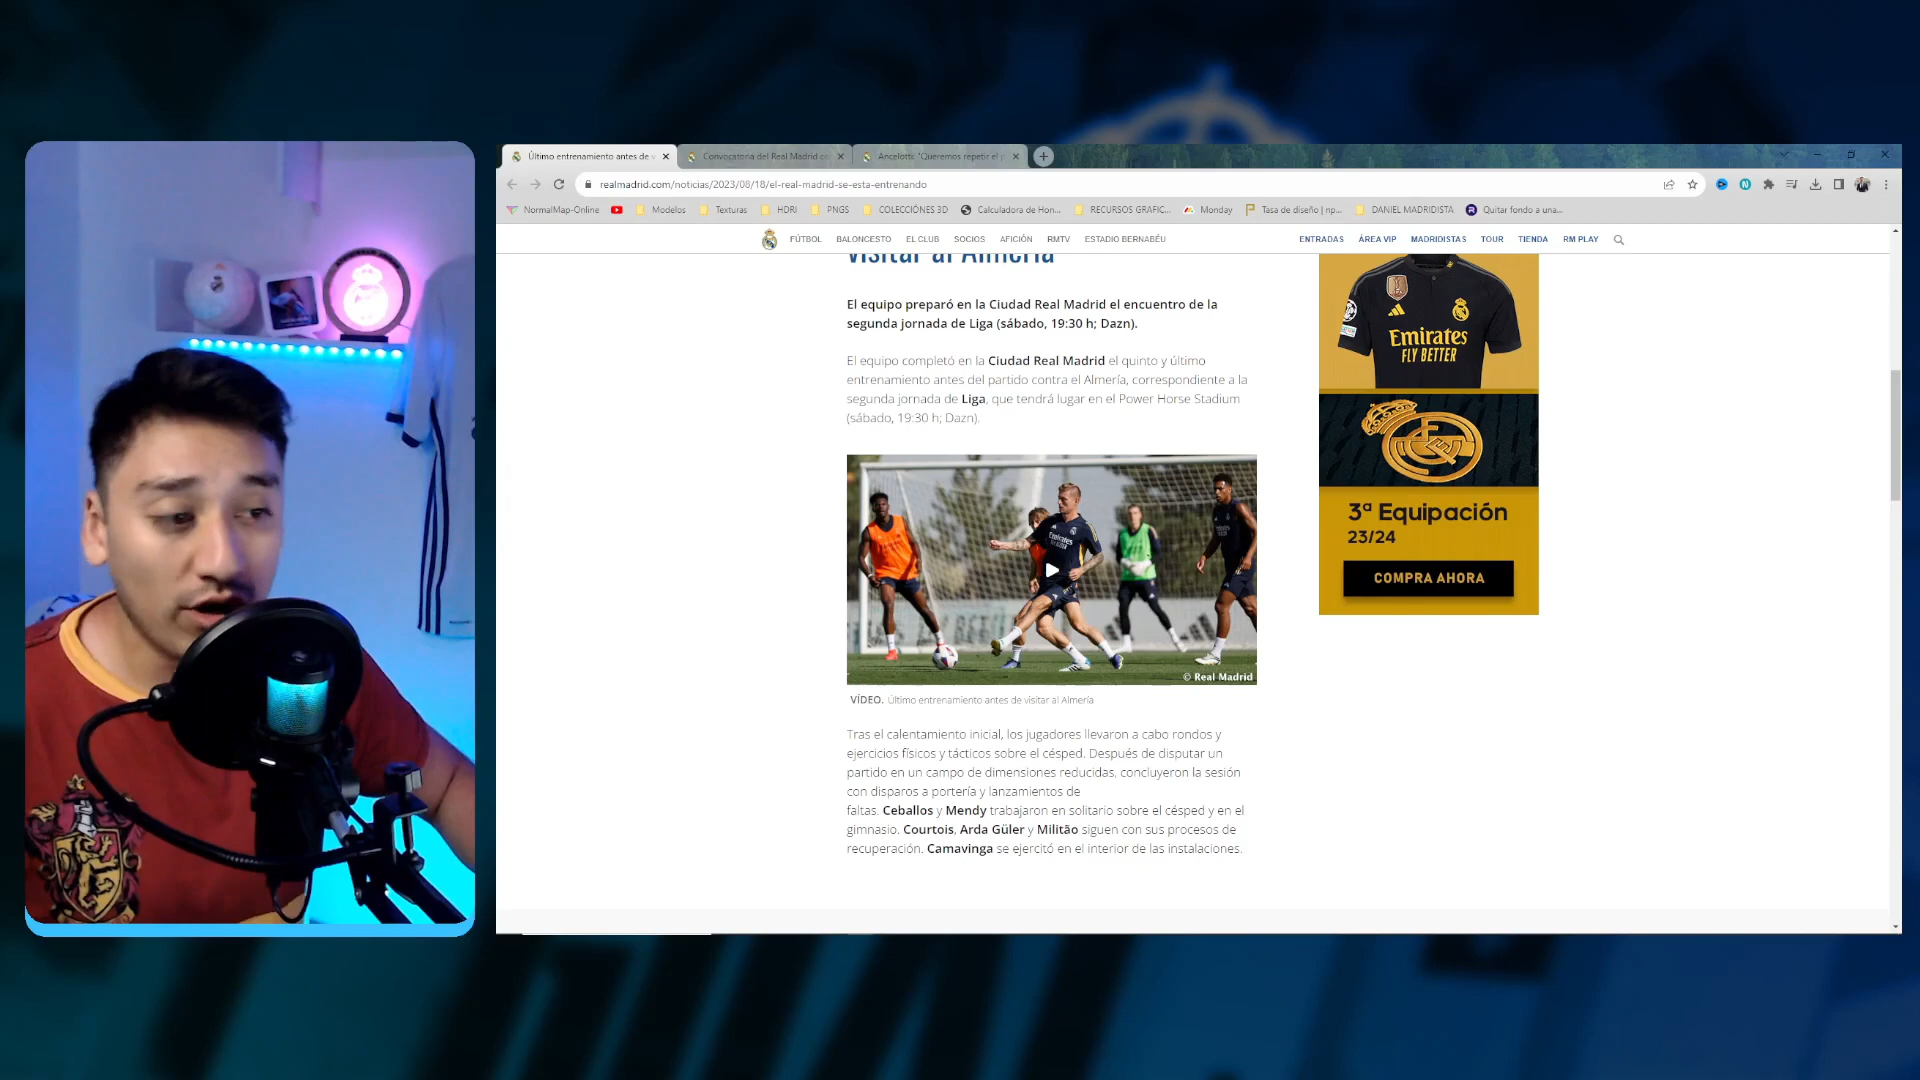 Último entrenamiento antes de v
Convocatoria del Real Madrid co
Ancelotti: "Queremos repetir el p
realmadrid.com/noticias/2023/08/18/el-real-madrid-se-esta-entrenando
NormalMap-Online
Modelos
Texturas
HDRI
PNGS
COLECCIÓNES 3D
Calculadora de Hon...
RECURSOS GRAFIC...
Monday
Tasa de diseño | np...
DANIEL MADRIDISTA
Quitar fondo a una...
FÚTBOL BALONCESTO EL CLUB SOCIOS AFICIÓN RMTV ESTADIO BERNABÉU
ENTRADAS ÁREA VIP MADRIDISTAS TOUR TIENDA RM PLAY
visitar al Almería
El equipo preparó en la Ciudad Real Madrid el encuentro de la
segunda jornada de Liga (sábado, 19:30 h; Dazn).
El equipo completó en la Ciudad Real Madrid el quinto y último
entrenamiento antes del partido contra el Almería, correspondiente a la
segunda jornada de Liga, que tendrá lugar en el Power Horse Stadium
(sábado, 19:30 h; Dazn).
© Real Madrid
VÍDEO. Último entrenamiento antes de visitar al Almería
Tras el calentamiento inicial, los jugadores llevaron a cabo rondos y
ejercicios físicos y tácticos sobre el césped. Después de disputar un
partido en un campo de dimensiones reducidas, concluyeron la sesión
con disparos a portería y lanzamientos de
faltas. Ceballos y Mendy trabajaron en solitario sobre el césped y en el
gimnasio. Courtois, Arda Güler y Militão siguen con sus procesos de
recuperación. Camavinga se ejercitó en el interior de las instalaciones.
Emirates
FLY BETTER
3ª Equipación
23/24
COMPRA AHORA